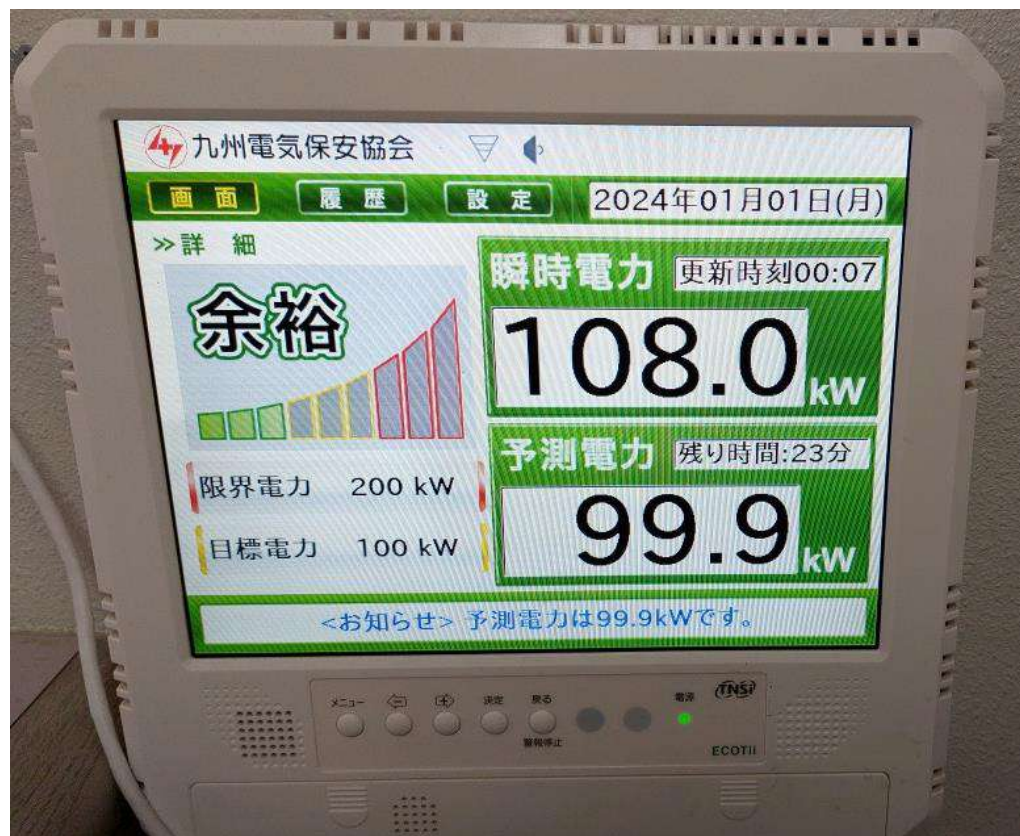 九州電気保安協会
画面 履歴 設定 2024年01月01日(月)
≫詳細
余裕
瞬時電力 更新時刻00:07
108.0kW
限界電力 200 kW
目標電力 100 kW
予測電力 残り時間:23分
99.9kW
<お知らせ> 予測電力は99.9kWです。
メニュー 決定 戻る 電源 TNSi
警報停止
ECOTII